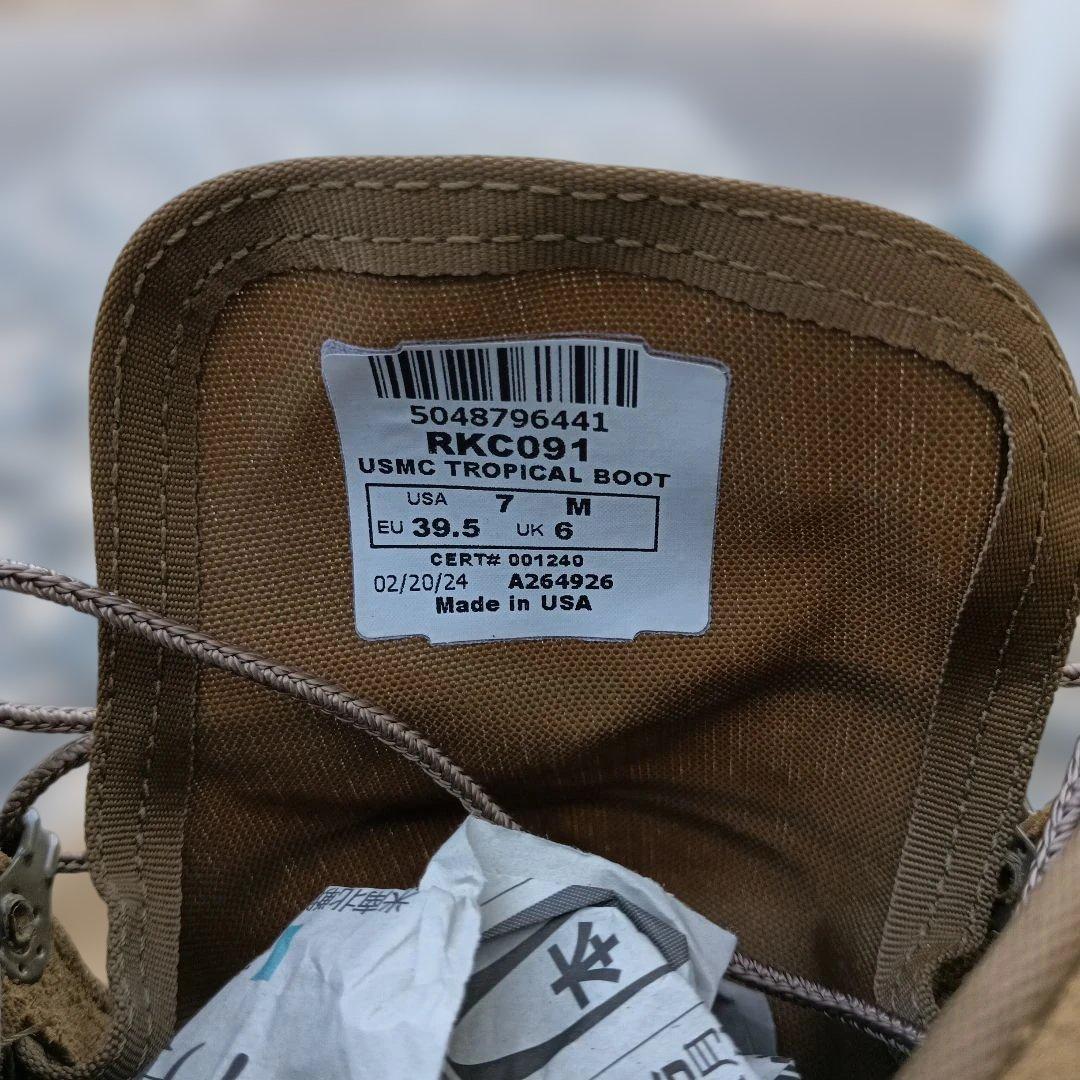 5048796441
RKC091
USMC TROPICAL BOOT
USA 7 M
EU 39.5 UK 6
CERT# 001240
02/20/24 A264926
Made in USA